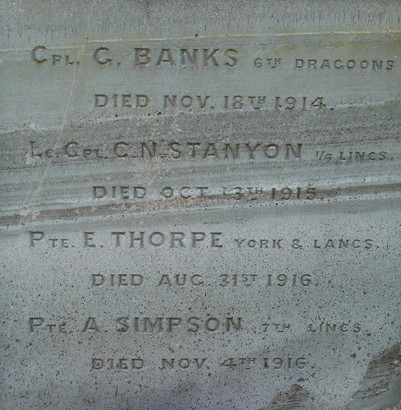 CPL. G. BANKS 6TH DRAGOONS
DIED NOV. 18TH 1914.
LE. CPL. C. N. STANYON 1/4 LINCS.
DIED OCT. 13TH 1915.
PTE. E. THORPE YORK & LANCS.
DIED AUG. 31ST 1916.
PTE. A. SIMPSON 7TH LINCS.
DIED NOV. 4TH 1916.